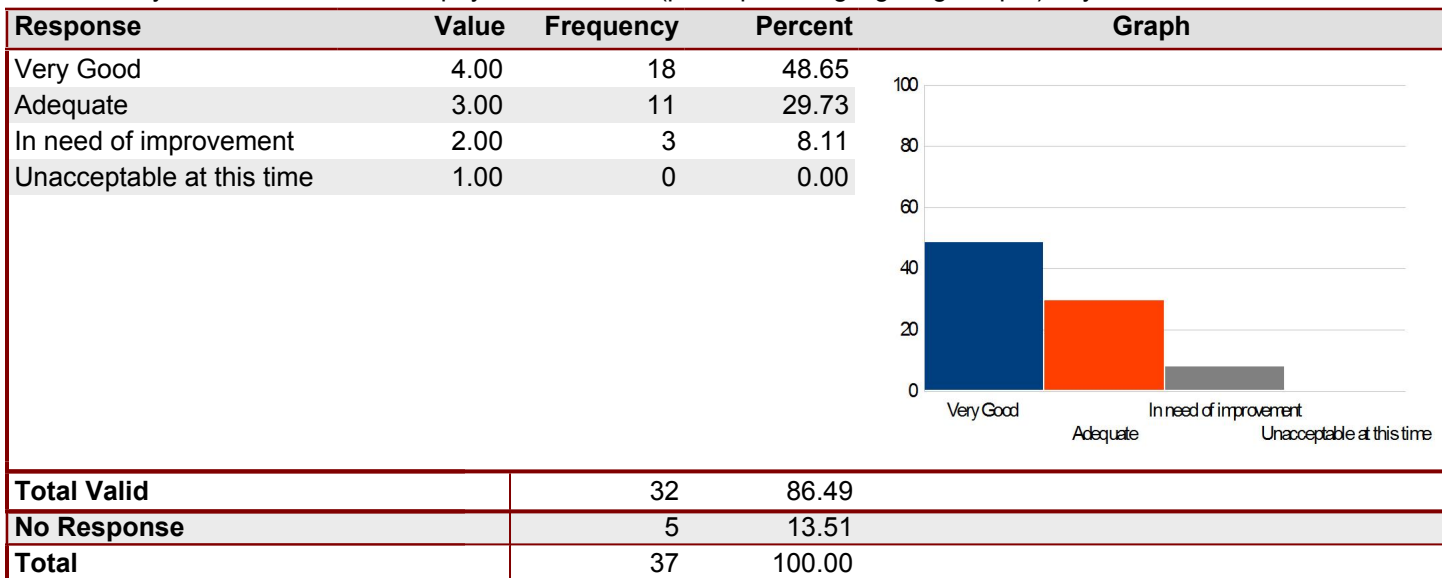 Response Value Frequency Percent Graph
Very Good 4.00 18 48.65
Adequate 3.00 11 29.73
In need of improvement 2.00 3 8.11
Unacceptable at this time 1.00 0 0.00
100
80
60
40
20
0
Very Good In need of improvement
Adequate Unacceptable at this time
Total Valid 32 86.49
No Response 5 13.51
Total 37 100.00